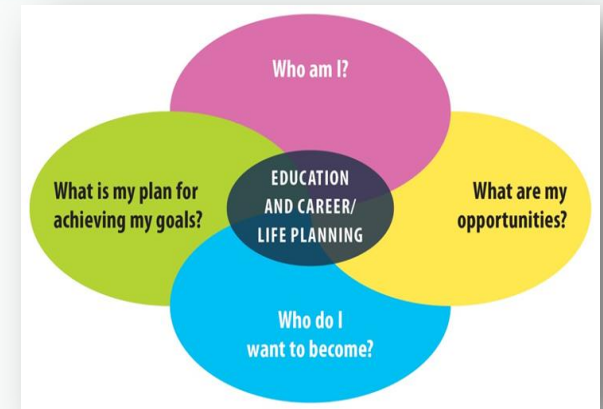 Who am I?
What is my plan for
achieving my goals?
EDUCATION
AND CAREER/
LIFE PLANNING
What are my
opportunities?
Who do I
want to become?